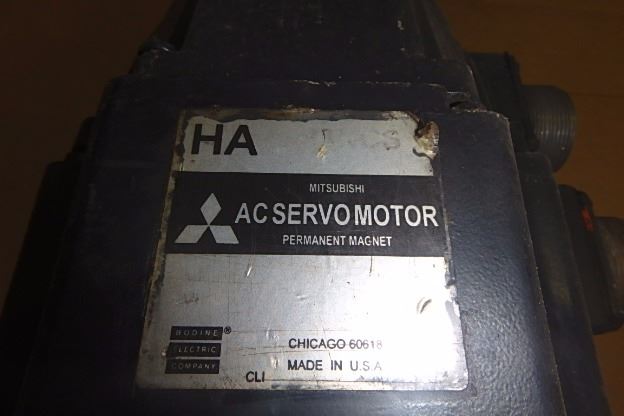 HA
MITSUBISHI
AC SERVO MOTOR
PERMANENT MAGNET
BODINE ®
ELECTRIC
COMPANY
CHICAGO 60618
MADE IN U.S.A
CLI